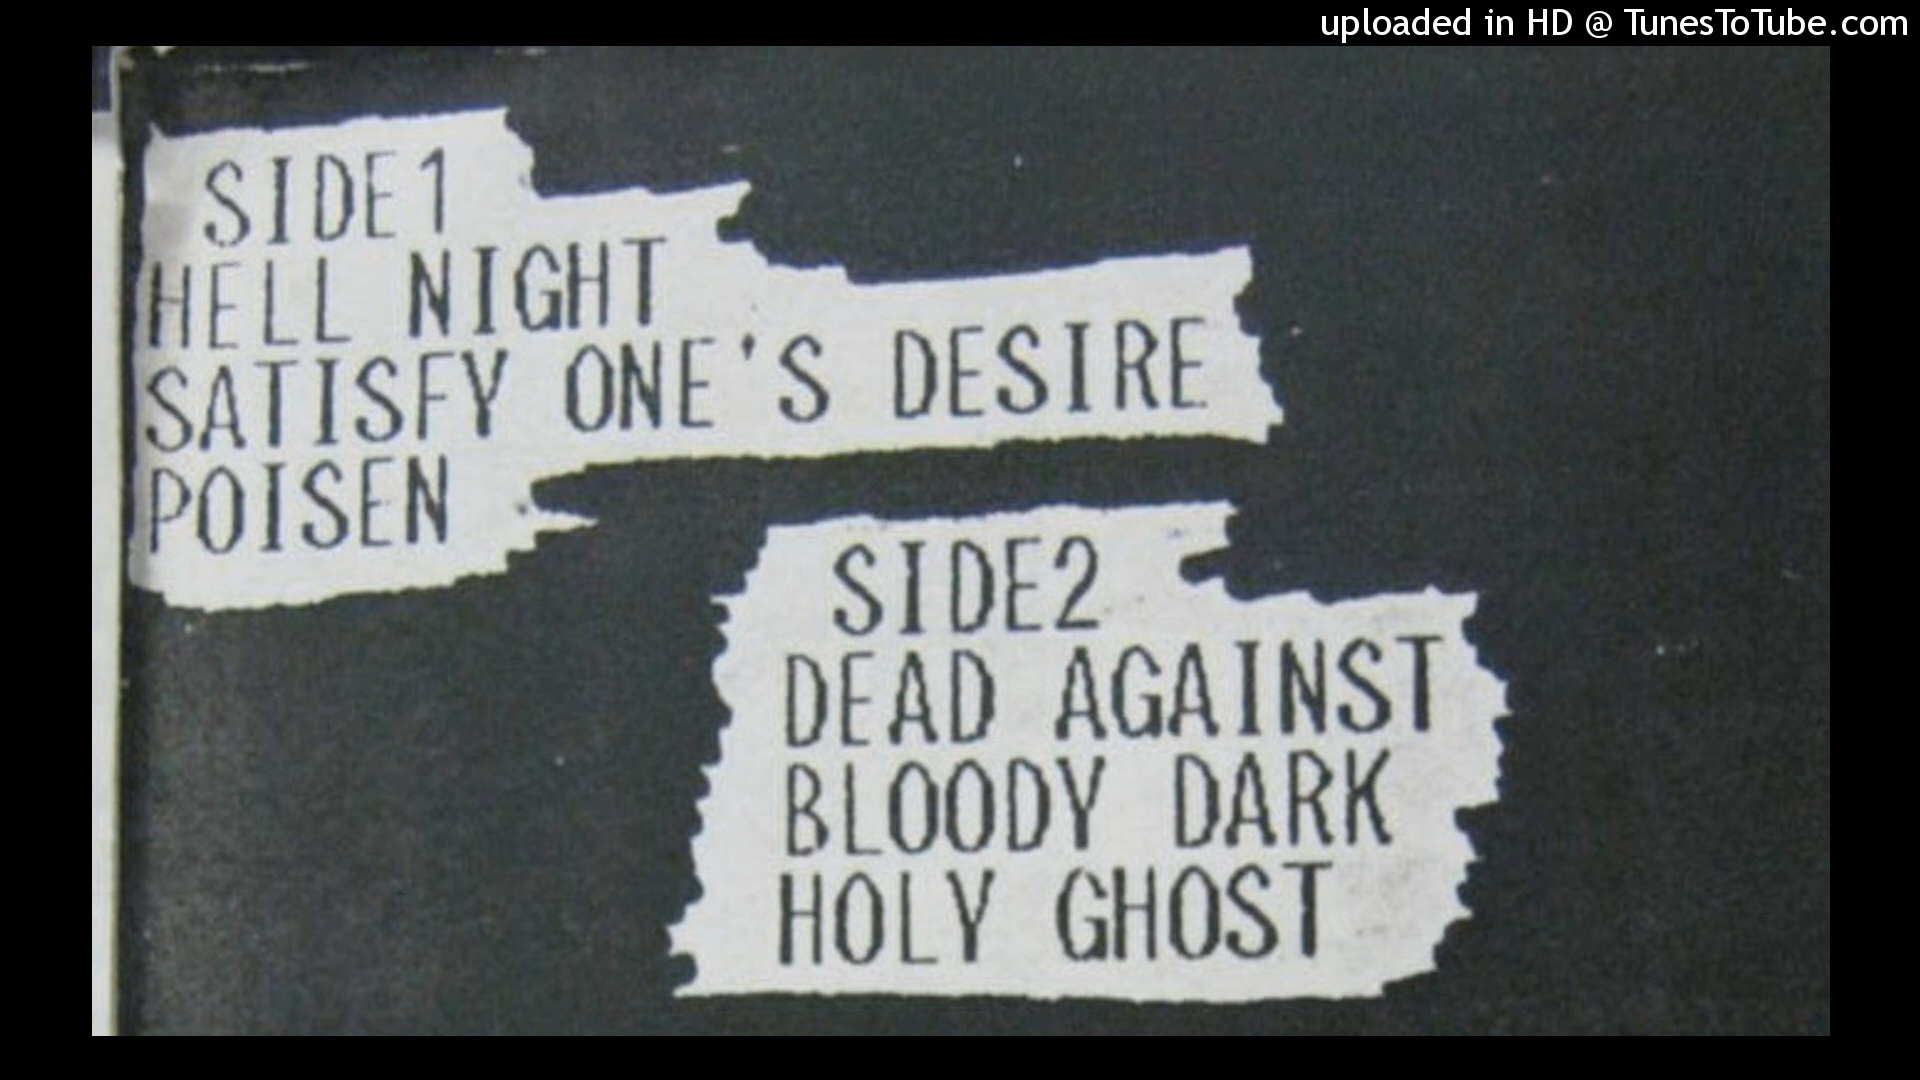 uploaded in HD @ TunesToTube.com
SIDE1
HELL NIGHT
SATISFY ONE'S DESIRE
POISEN
SIDE2
DEAD AGAINST
BLOODY DARK
HOLY GHOST